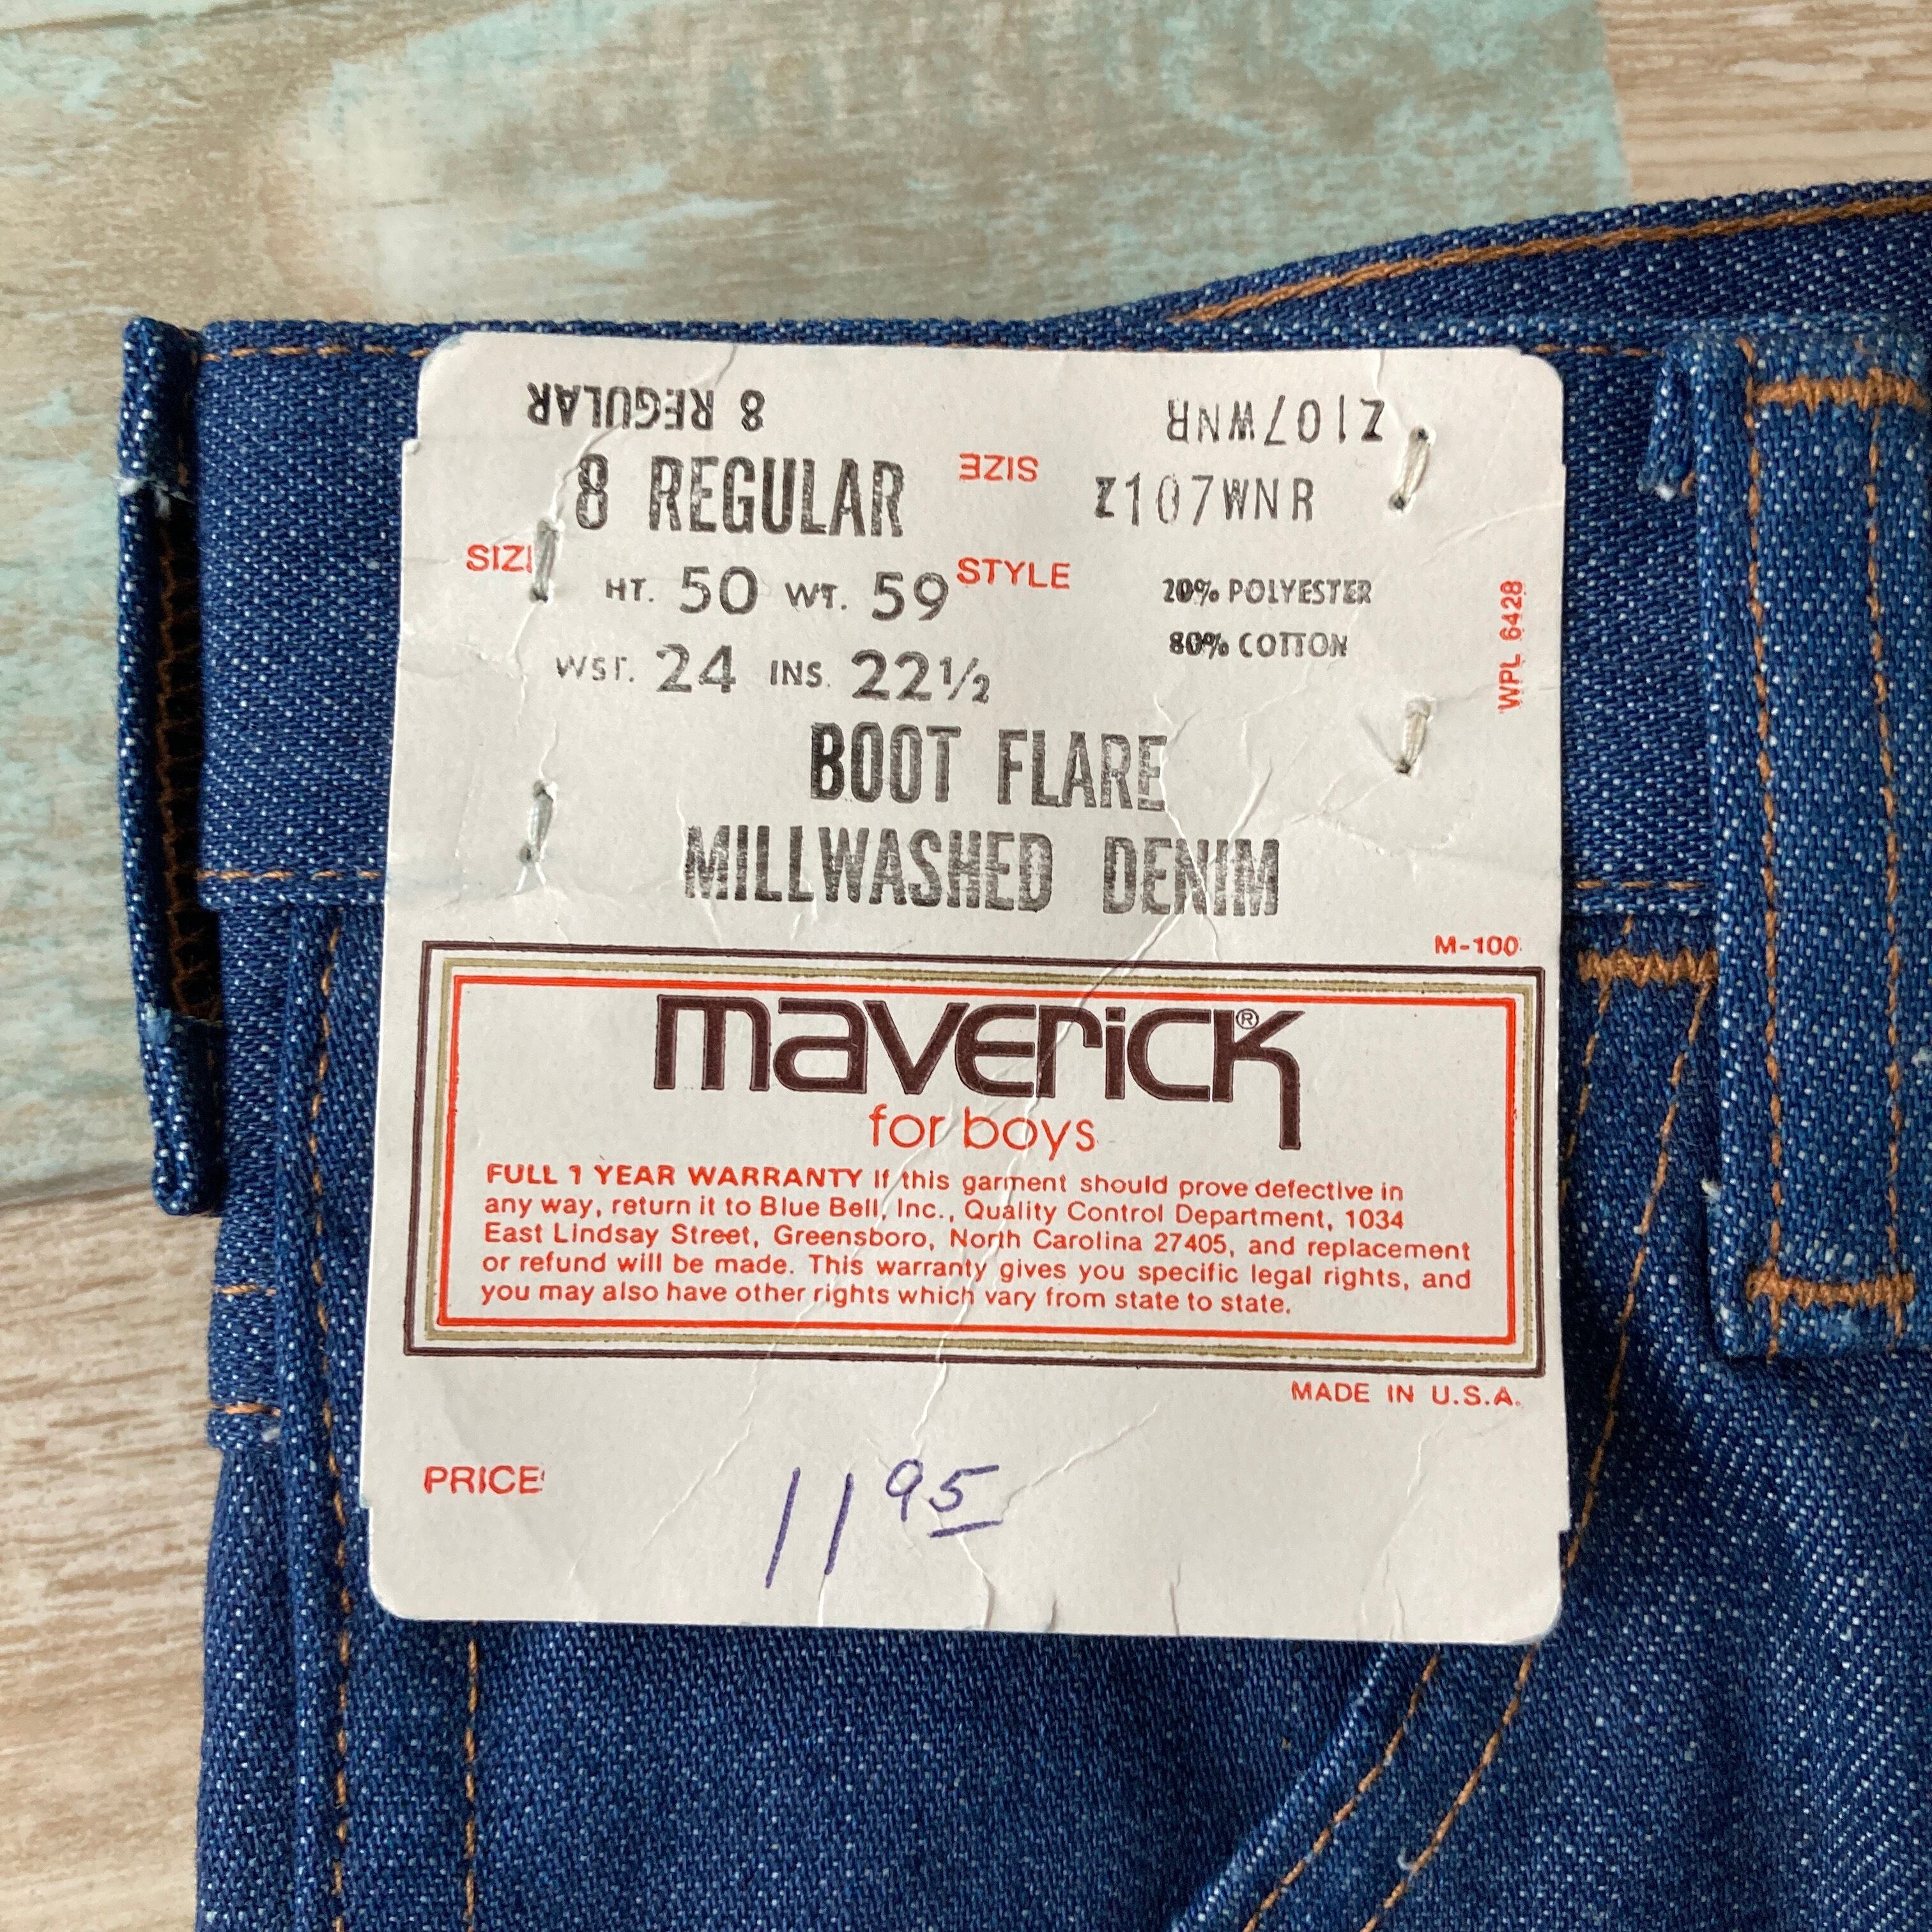 8 REGULAR
Z107WNR
SIZE
8 REGULAR
Z107WNR
SIZE
STYLE
HT. 50 WT. 59
20% POLYESTER
80% COTTON
WPL 6428
WST. 24 INS. 22½
BOOT FLARE
MILLWASHED DENIM
M-100
maverick®
for boys
FULL 1 YEAR WARRANTY If this garment should prove defective in
any way, return it to Blue Bell, Inc., Quality Control Department, 1034
East Lindsay Street, Greensboro, North Carolina 27405, and replacement
or refund will be made. This warranty gives you specific legal rights, and
you may also have other rights which vary from state to state.
MADE IN U.S.A.
PRICE
11 95